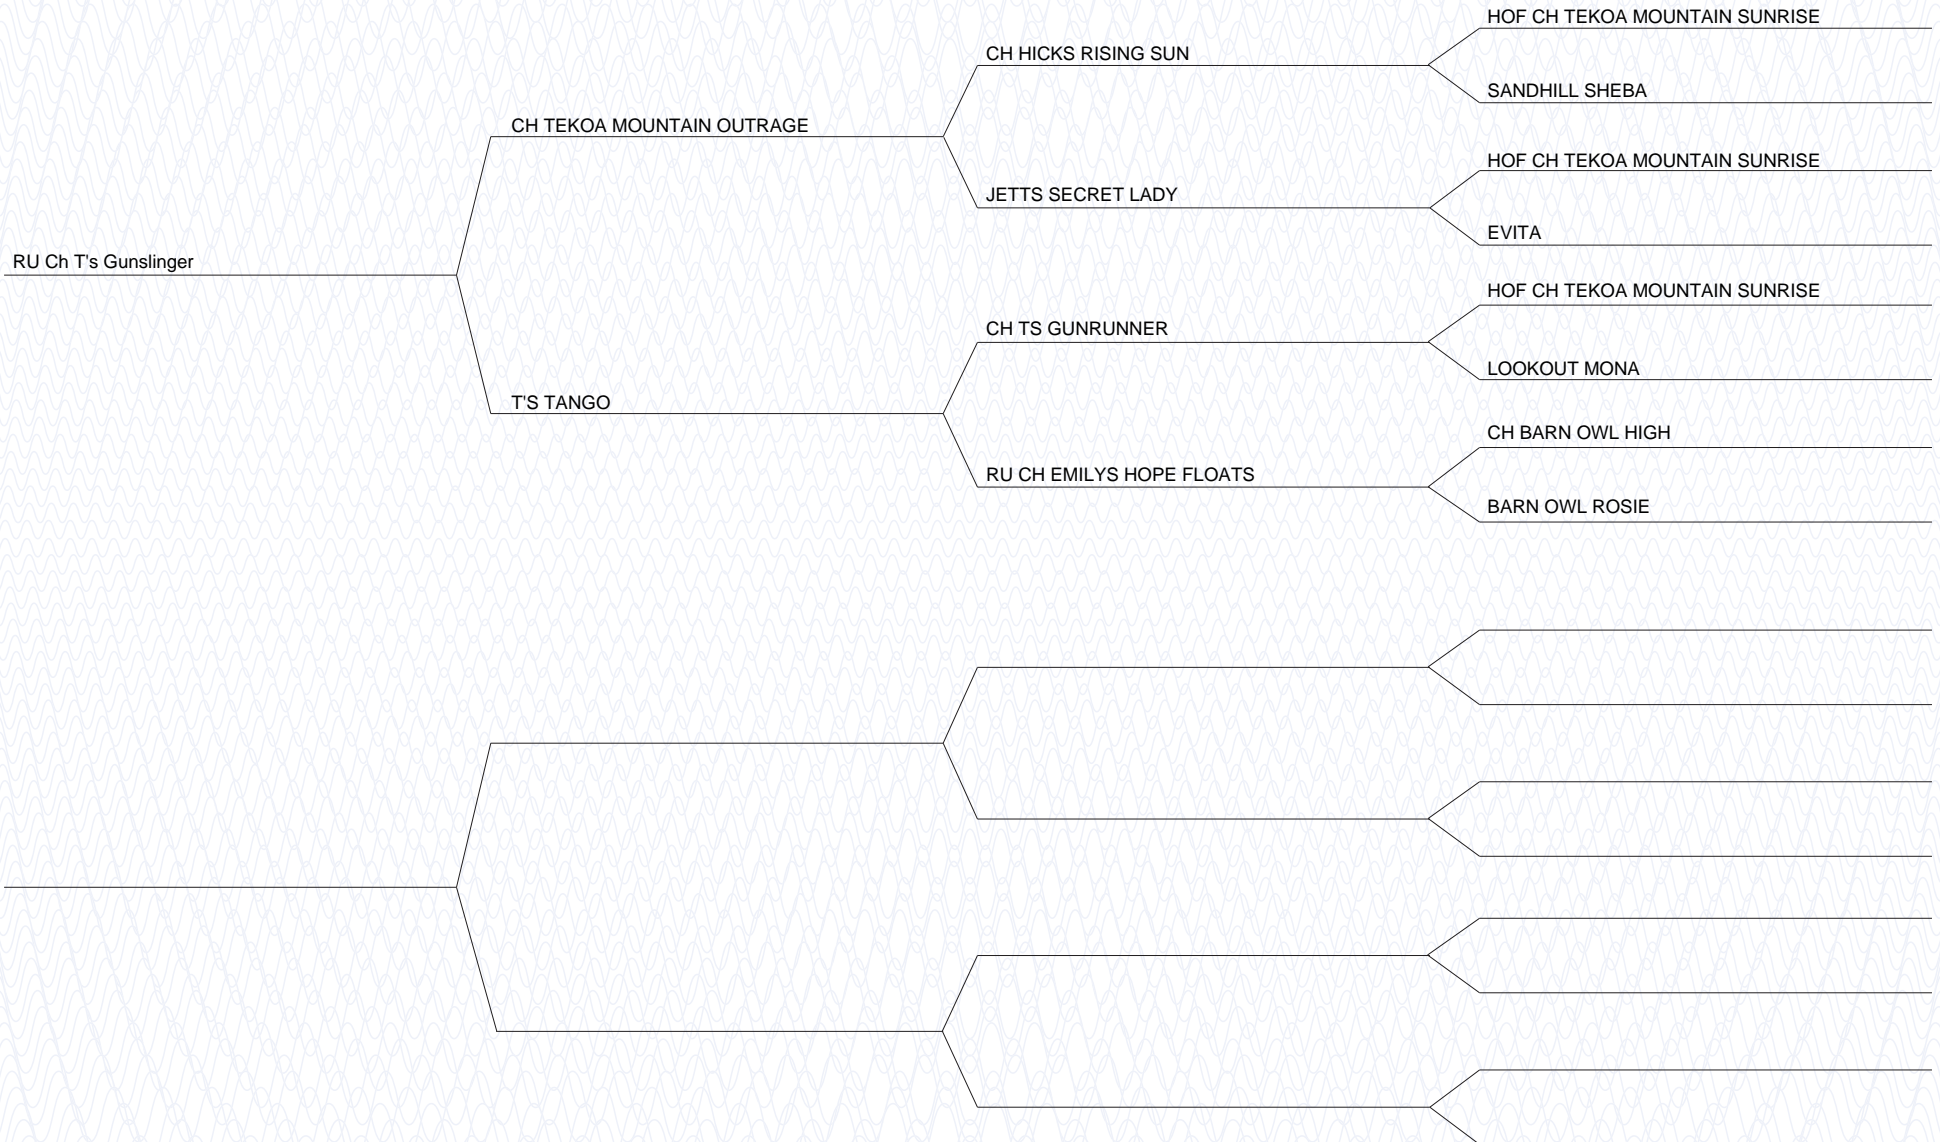 HOF CH TEKOA MOUNTAIN SUNRISE
CH HICKS RISING SUN
SANDHILL SHEBA
CH TEKOA MOUNTAIN OUTRAGE
HOF CH TEKOA MOUNTAIN SUNRISE
JETTS SECRET LADY
EVITA
RU Ch T's Gunslinger
HOF CH TEKOA MOUNTAIN SUNRISE
CH TS GUNRUNNER
LOOKOUT MONA
T'S TANGO
CH BARN OWL HIGH
RU CH EMILYS HOPE FLOATS
BARN OWL ROSIE